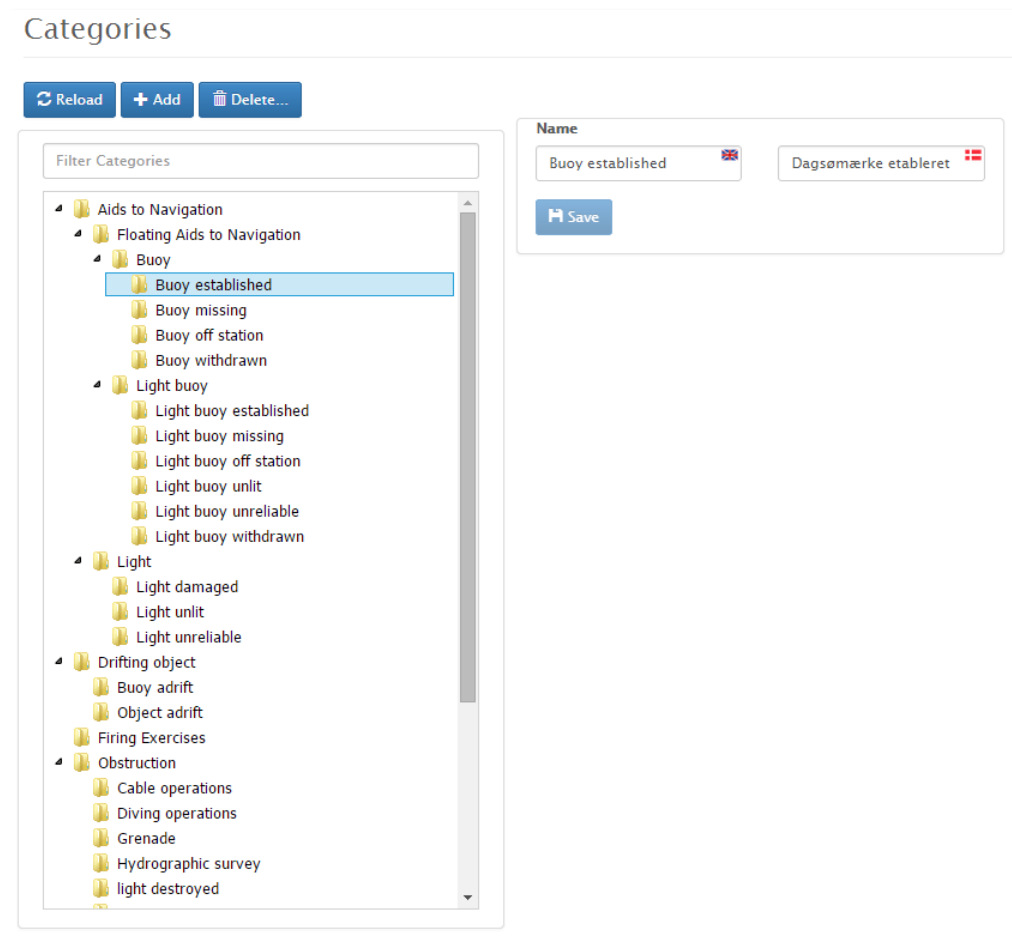 Categories
Reload
Add
Delete...
Filter Categories
Aids to Navigation
Floating Aids to Navigation
Buoy
Buoy established
Buoy missing
Buoy off station
Buoy withdrawn
Light buoy
Light buoy established
Light buoy missing
Light buoy off station
Light buoy unlit
Light buoy unreliable
Light buoy withdrawn
Light
Light damaged
Light unlit
Light unreliable
Drifting object
Buoy adrift
Object adrift
Firing Exercises
Obstruction
Cable operations
Diving operations
Grenade
Hydrographic survey
light destroyed
Name
Buoy established
Dagsømærke etableret
Save